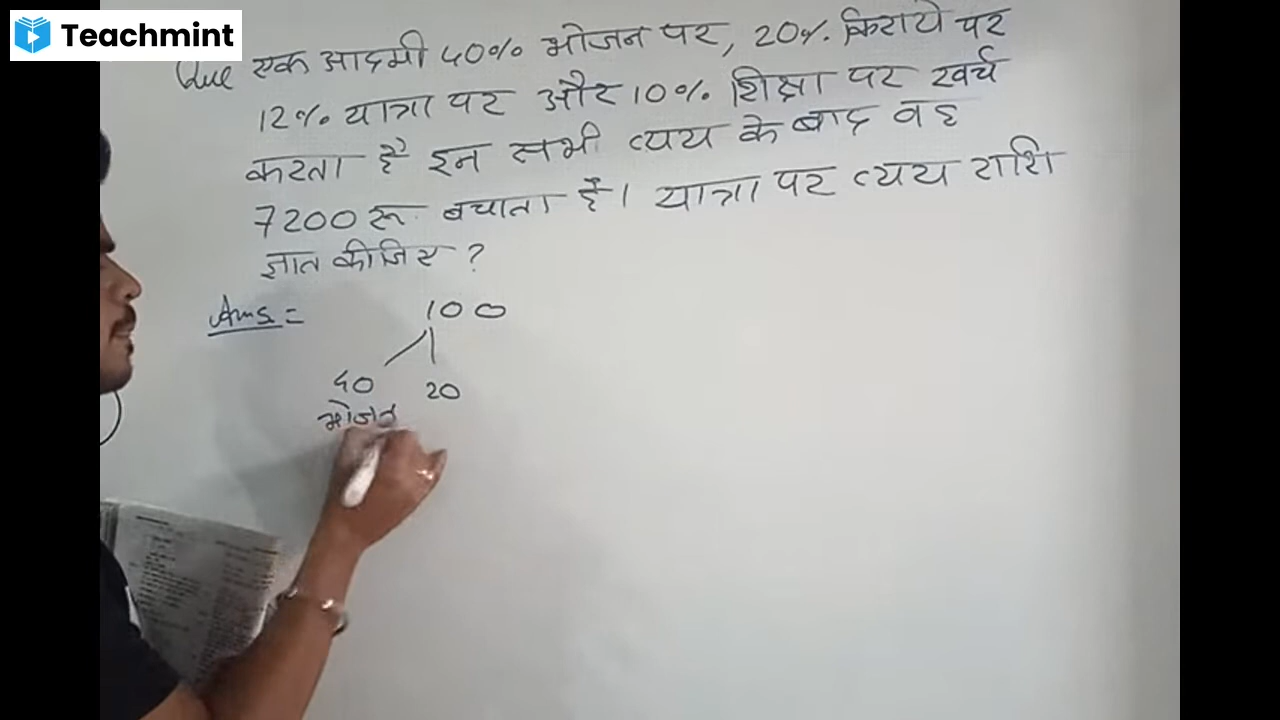 Teachmint
Que एक आदमी 40% भोजन पर, 20% किराये पर
12% यात्रा पर और 10% शिक्षा पर खर्च
करता है इन सभी व्यय के बाद वह
7200 रू. बचाता है। यात्रा पर व्यय राशि
ज्ञात कीजिए ?
Ans =
100
40 20
भोजन